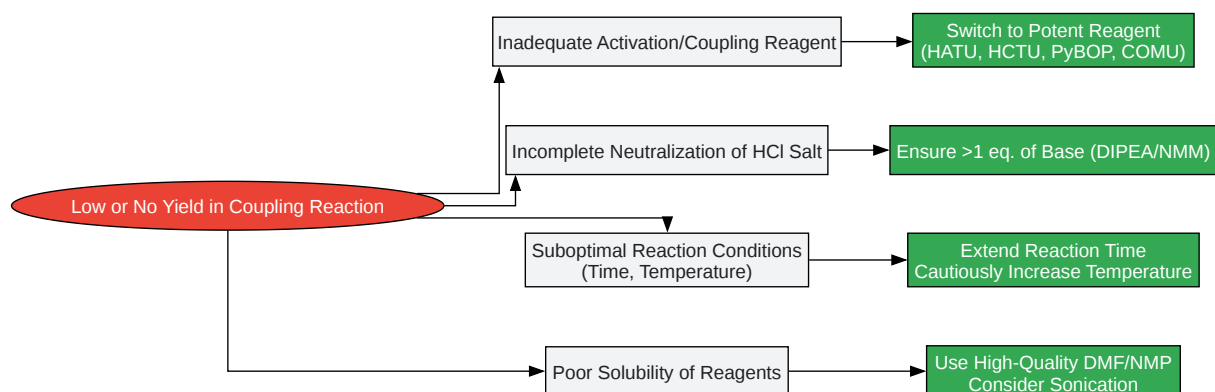 Low or No Yield in Coupling Reaction
Inadequate Activation/Coupling Reagent
Switch to Potent Reagent
(HATU, HCTU, PyBOP, COMU)
Incomplete Neutralization of HCl Salt
Ensure >1 eq. of Base (DIPEA/NMM)
Suboptimal Reaction Conditions
(Time, Temperature)
Extend Reaction Time
Cautiously Increase Temperature
Poor Solubility of Reagents
Use High-Quality DMF/NMP
Consider Sonication